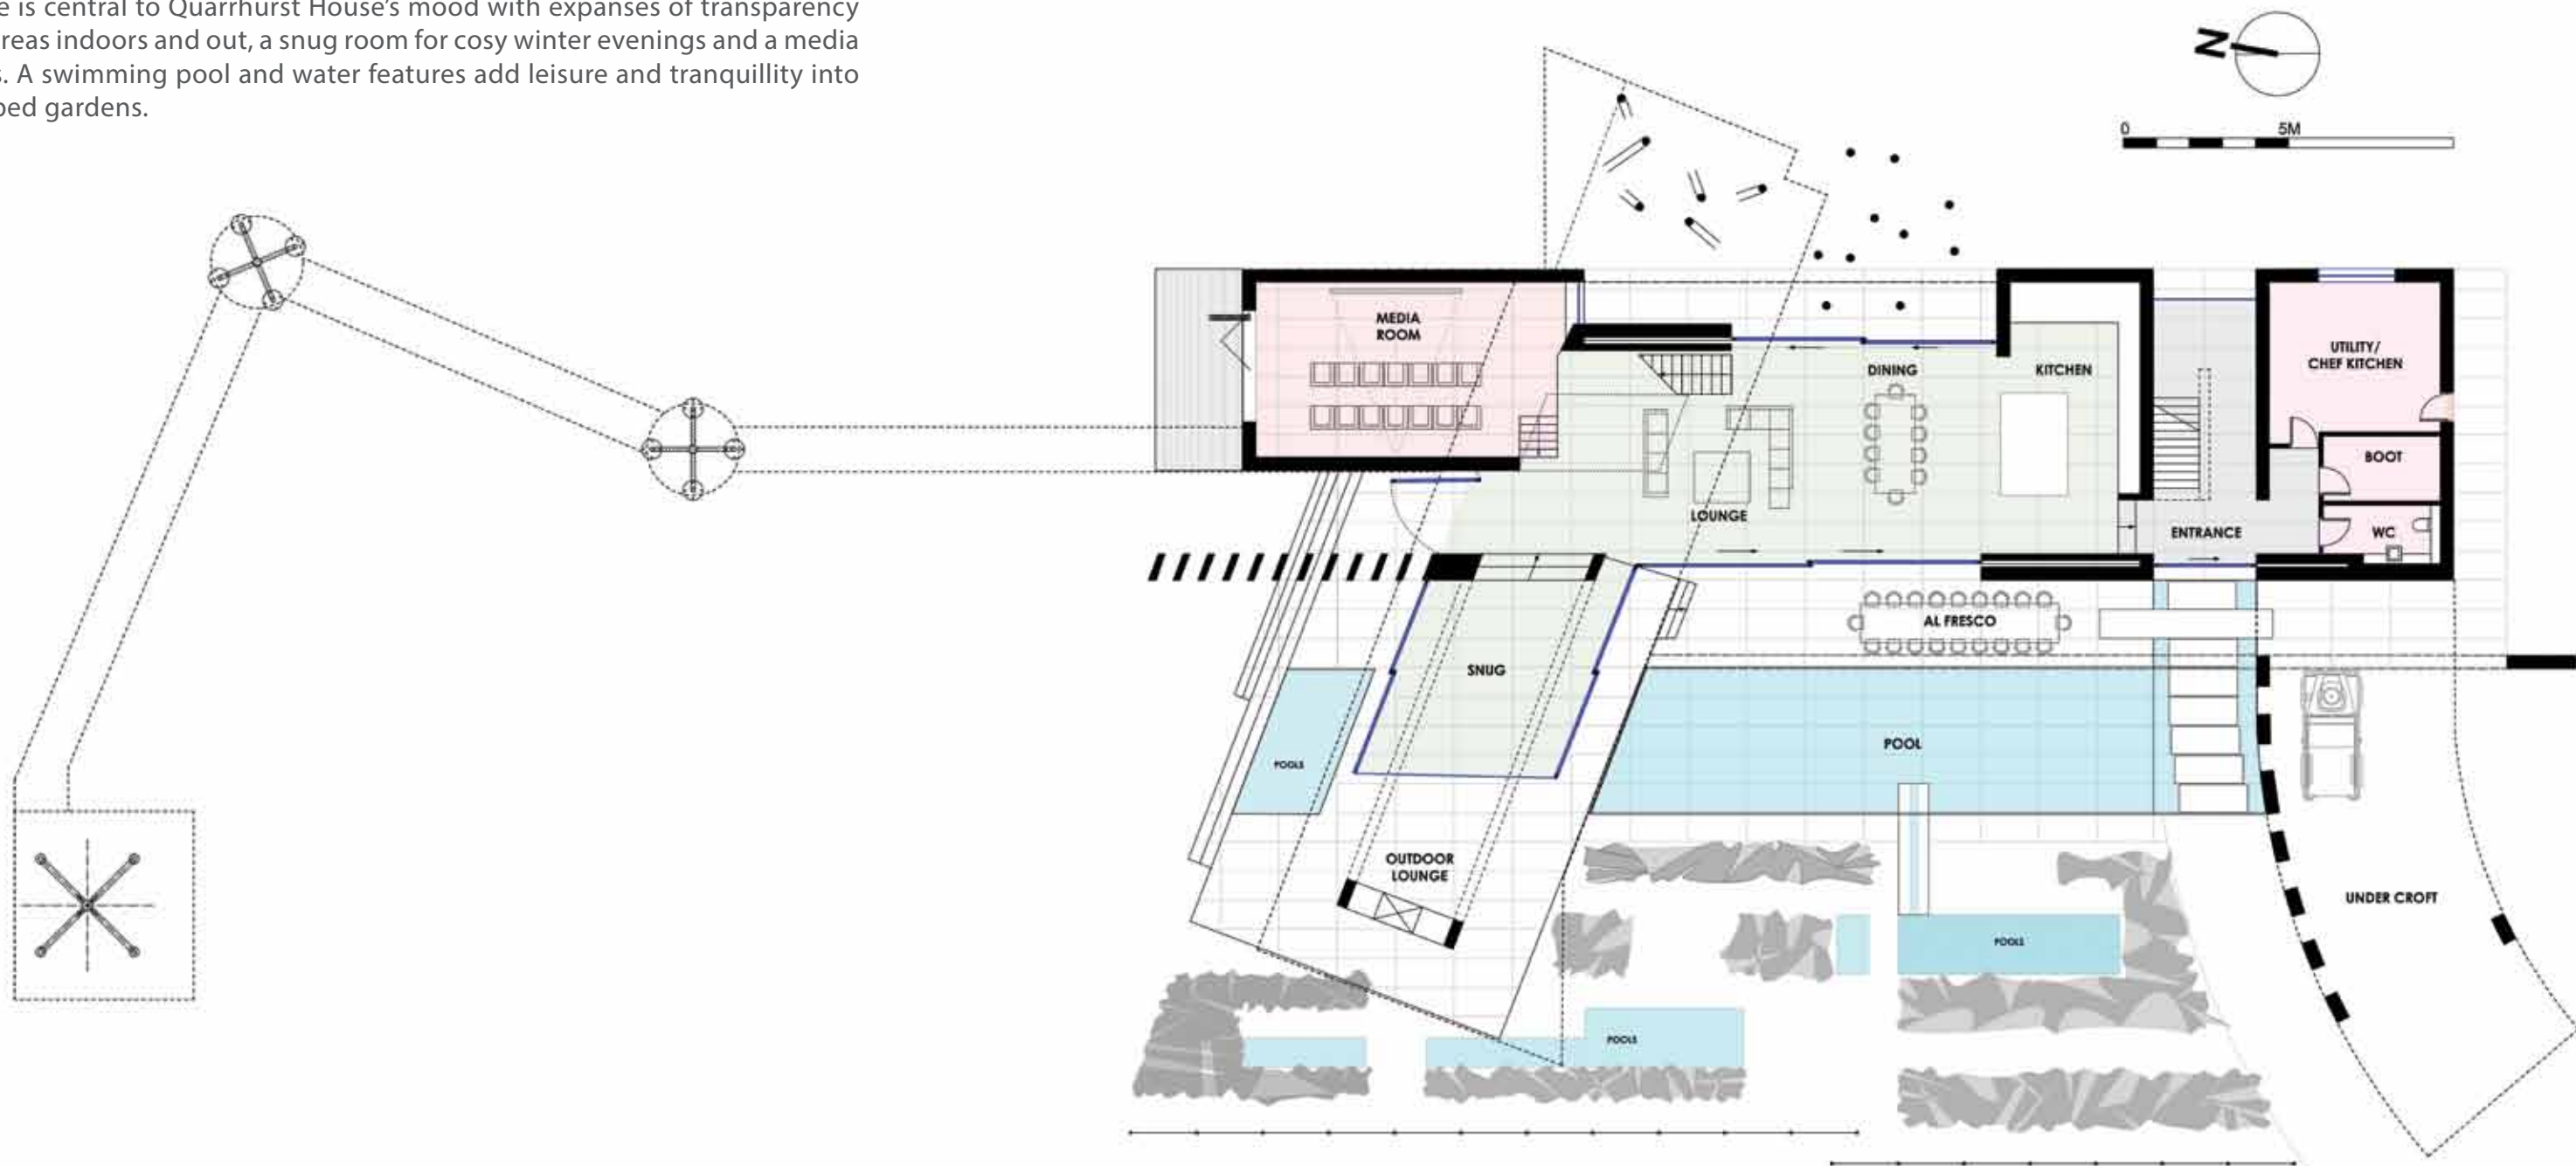 e is central to Quarrhurst House's mood with expanses of transparency
reas indoors and out, a snug room for cosy winter evenings and a media
s. A swimming pool and water features add leisure and tranquillity into
ped gardens.
N
0 5M
MEDIA
ROOM
DINING
KITCHEN
UTILITY/
CHEF KITCHEN
BOOT
LOUNGE
ENTRANCE
WC
AL FRESCO
SNUG
POOL
POOLS
OUTDOOR
LOUNGE
UNDER CROFT
POOLS
POOLS